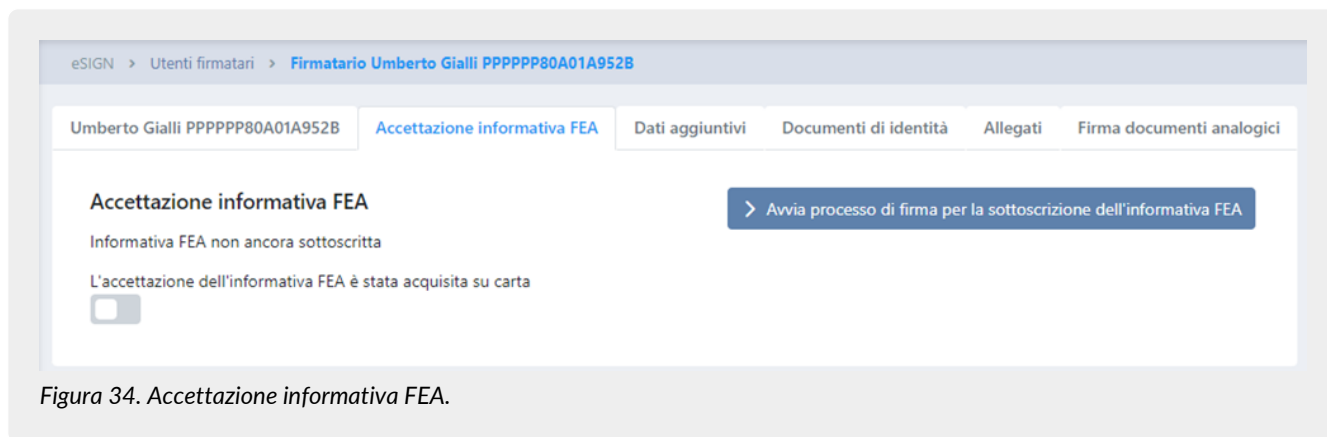 eSIGN > Utenti firmatari > Firmatario Umberto Gialli PPPPPP80A01A952B
Umberto Gialli PPPPPP80A01A952B Accettazione informativa FEA Dati aggiuntivi Documenti di identità Allegati Firma documenti analogici
Accettazione informativa FEA
> Avvia processo di firma per la sottoscrizione dell'informativa FEA
Informativa FEA non ancora sottoscritta
L'accettazione dell'informativa FEA è stata acquisita su carta
Figura 34. Accettazione informativa FEA.